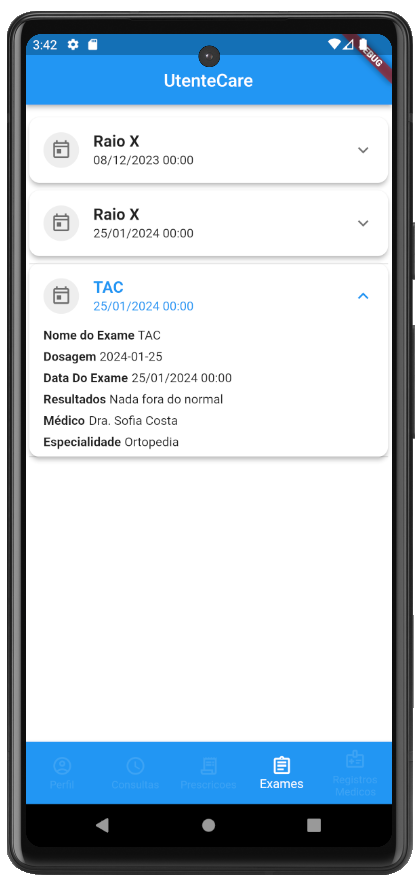 3:42
DEBUG
UtenteCare
Raio X
08/12/2023 00:00
Raio X
25/01/2024 00:00
TAC
25/01/2024 00:00
Nome do Exame TAC
Dosagem 2024-01-25
Data Do Exame 25/01/2024 00:00
Resultados Nada fora do normal
Médico Dra. Sofia Costa
Especialidade Ortopedia
Perfil
Consultas
Prescricoes
Exames
Registros
Medicos